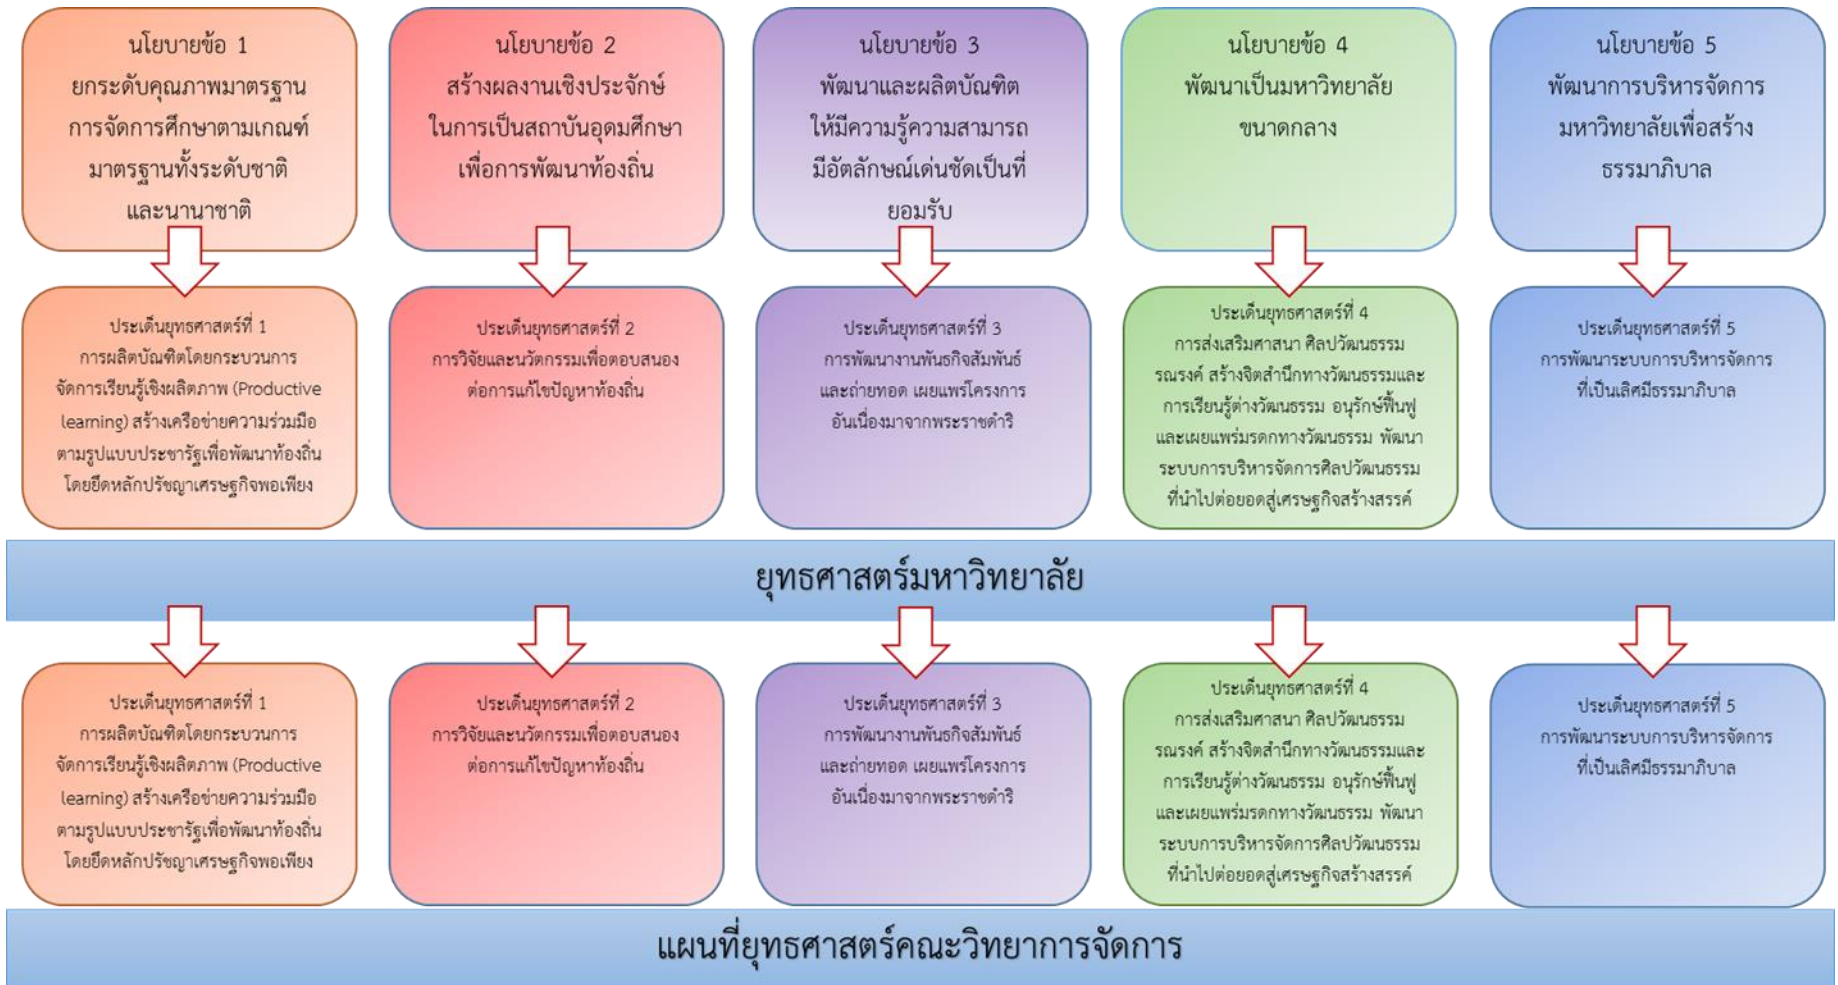 นโยบายข้อ 1
ยกระดับคุณภาพมาตรฐาน
การจัดการศึกษาตามเกณฑ์
มาตรฐานทั้งระดับชาติ
และนานาชาติ
นโยบายข้อ 2
สร้างผลงานเชิงประจักษ์
ในการเป็นสถาบันอุดมศึกษา
เพื่อการพัฒนาท้องถิ่น
นโยบายข้อ 3
พัฒนาและผลิตบัณฑิต
ให้มีความรู้ความสามารถ
มีอัตลักษณ์เด่นชัดเป็นที่
ยอมรับ
นโยบายข้อ 4
พัฒนาเป็นมหาวิทยาลัย
ขนาดกลาง
นโยบายข้อ 5
พัฒนาการบริหารจัดการ
มหาวิทยาลัยเพื่อสร้าง
ธรรมาภิบาล
ประเด็นยุทธศาสตร์ที่ 1
การผลิตบัณฑิตโดยกระบวนการ
จัดการเรียนรู้เชิงผลิตภาพ (Productive
learning) สร้างเครือข่ายความร่วมมือ
ตามรูปแบบประชารัฐเพื่อพัฒนาท้องถิ่น
โดยยึดหลักปรัชญาเศรษฐกิจพอเพียง
ประเด็นยุทธศาสตร์ที่ 2
การวิจัยและนวัตกรรมเพื่อตอบสนอง
ต่อการแก้ไขปัญหาท้องถิ่น
ประเด็นยุทธศาสตร์ที่ 3
การพัฒนางานพันธกิจสัมพันธ์
และถ่ายทอด เผยแพร่โครงการ
อันเนื่องมาจากพระราชดำริ
ประเด็นยุทธศาสตร์ที่ 4
การส่งเสริมศาสนา ศิลปวัฒนธรรม
รณรงค์ สร้างจิตสำนึกทางวัฒนธรรมและ
การเรียนรู้ต่างวัฒนธรรม อนุรักษ์ฟื้นฟู
และเผยแพร่มรดกทางวัฒนธรรม พัฒนา
ระบบการบริหารจัดการศิลปวัฒนธรรม
ที่นำไปต่อยอดสู่เศรษฐกิจสร้างสรรค์
ประเด็นยุทธศาสตร์ที่ 5
การพัฒนาระบบการบริหารจัดการ
ที่เป็นเลิศมีธรรมาภิบาล
ยุทธศาสตร์มหาวิทยาลัย
ประเด็นยุทธศาสตร์ที่ 1
การผลิตบัณฑิตโดยกระบวนการ
จัดการเรียนรู้เชิงผลิตภาพ (Productive
learning) สร้างเครือข่ายความร่วมมือ
ตามรูปแบบประชารัฐเพื่อพัฒนาท้องถิ่น
โดยยึดหลักปรัชญาเศรษฐกิจพอเพียง
ประเด็นยุทธศาสตร์ที่ 2
การวิจัยและนวัตกรรมเพื่อตอบสนอง
ต่อการแก้ไขปัญหาท้องถิ่น
ประเด็นยุทธศาสตร์ที่ 3
การพัฒนางานพันธกิจสัมพันธ์
และถ่ายทอด เผยแพร่โครงการ
อันเนื่องมาจากพระราชดำริ
ประเด็นยุทธศาสตร์ที่ 4
การส่งเสริมศาสนา ศิลปวัฒนธรรม
รณรงค์ สร้างจิตสำนึกทางวัฒนธรรมและ
การเรียนรู้ต่างวัฒนธรรม อนุรักษ์ฟื้นฟู
และเผยแพร่มรดกทางวัฒนธรรม พัฒนา
ระบบการบริหารจัดการศิลปวัฒนธรรม
ที่นำไปต่อยอดสู่เศรษฐกิจสร้างสรรค์
ประเด็นยุทธศาสตร์ที่ 5
การพัฒนาระบบการบริหารจัดการ
ที่เป็นเลิศมีธรรมาภิบาล
แผนที่ยุทธศาสตร์คณะวิทยาการจัดการ